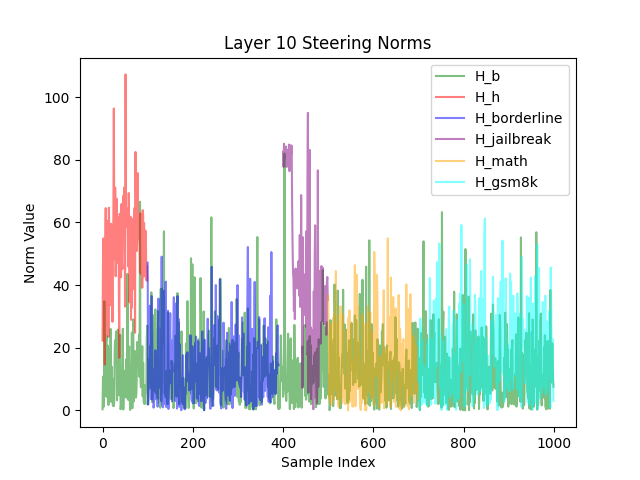 Layer 10 Steering Norms
Norm Value
100
80
60
40
20
0
H_b
H_h
H_borderline
H_jailbreak
H_math
H_gsm8k
0 200 400 600 800 1000
Sample Index